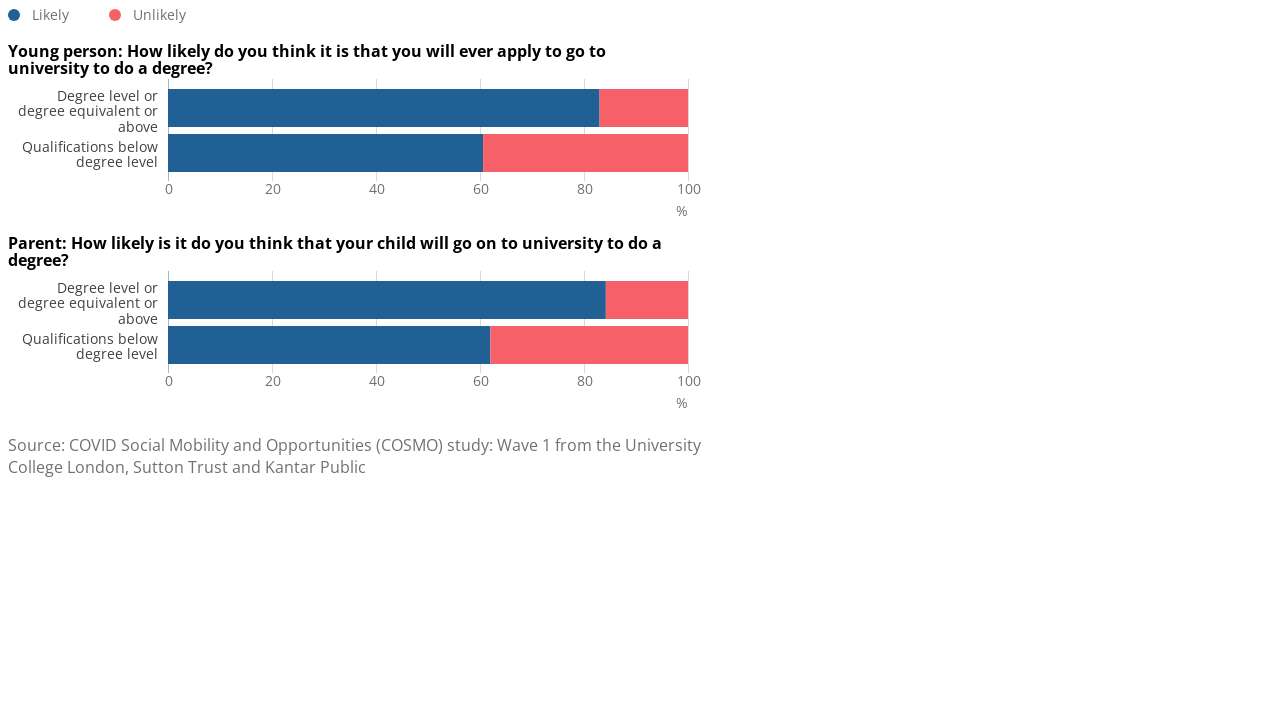 Likely
Unlikely
Young person: How likely do you think it is that you will ever apply to go to
university to do a degree?
Degree level or
degree equivalent or
above
Qualifications below
degree level
0 20 40 60 80 100
%
Parent: How likely is it do you think that your child will go on to university to do a
degree?
Degree level or
degree equivalent or
above
Qualifications below
degree level
0 20 40 60 80 100
%
Source: COVID Social Mobility and Opportunities (COSMO) study: Wave 1 from the University
College London, Sutton Trust and Kantar Public